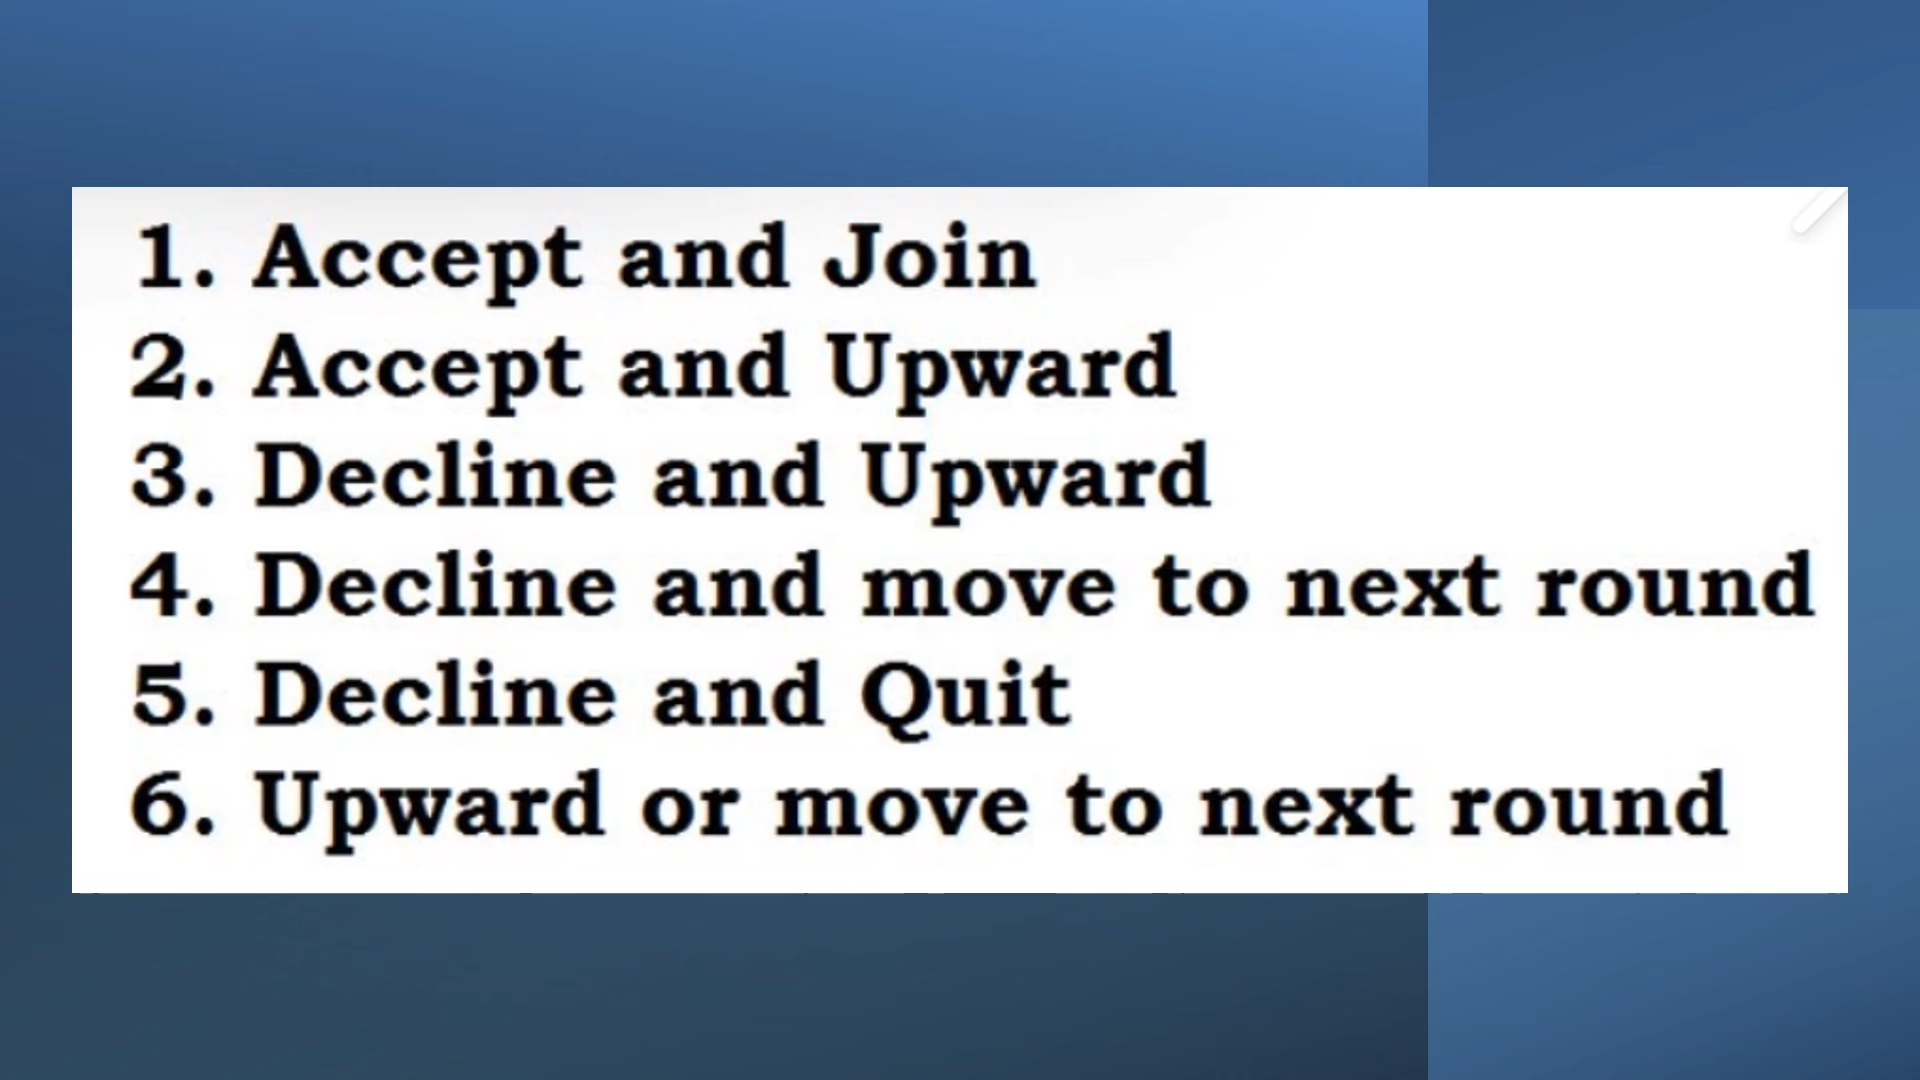 1. Accept and Join
2. Accept and Upward
3. Decline and Upward
4. Decline and move to next round
5. Decline and Quit
6. Upward or move to next round